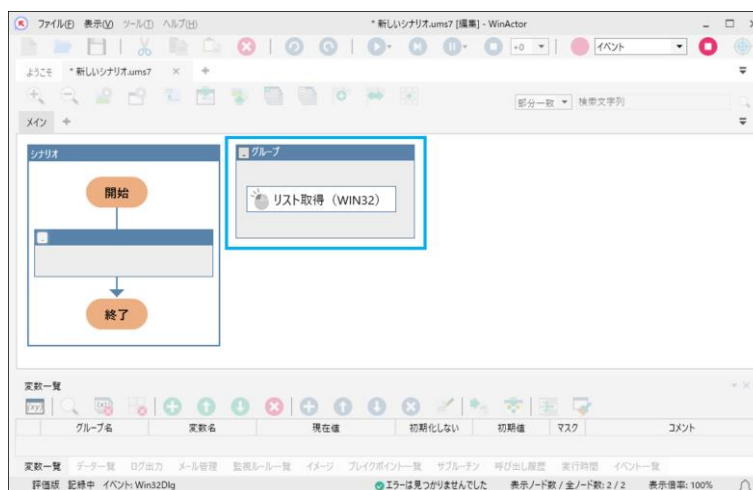 ファイル(F) 表示(V) ツール(T) ヘルプ(H) * 新しいシナリオ.ums7 [編集] - WinActor
+0 イベント
ようこそ * 新しいシナリオ.ums7 × +
部分一致 検索文字列
メイン +
シナリオ
グループ
開始
リスト取得（WIN32）
終了
変数一覧
グループ名 変数名 現在値 初期化しない 初期値 マスク コメント
変数一覧 データ一覧 ログ出力 メール管理 監視ルール一覧 イメージ ブレイクポイント一覧 サブルーチン 呼び出し履歴 実行時間 イベント一覧
評価版 記録中 イベント: Win32Dlg エラーは見つかりませんでした 表示ノード数 / 全ノード数: 2 / 2 表示倍率: 100%